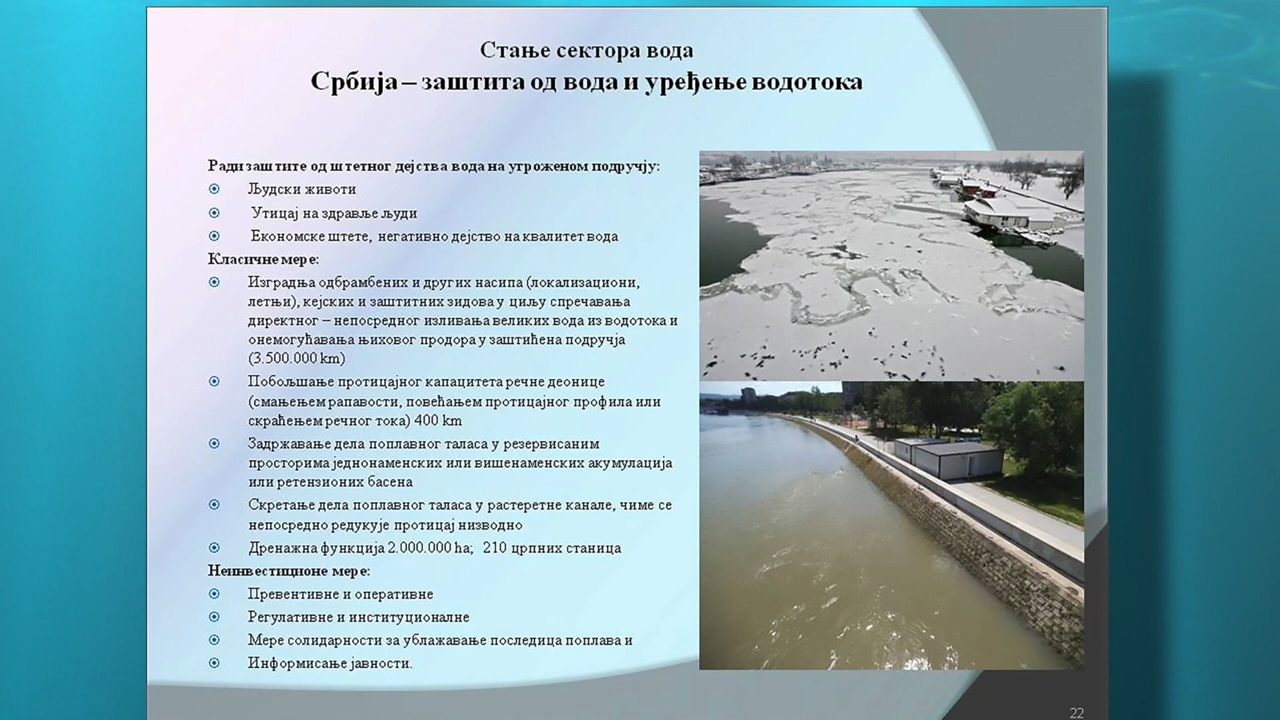 Стање сектора вода
Србија – заштита од вода и уређење водотока
Ради заштите од штетног дејства вода на угроженом подручју:
Људски животи
Утицај на здравље људи
Економске штете, негативно дејство на квалитет вода
Класичне мере:
Изградња одбрамбених и других насипа (локализациони,
летњи), кејских и заштитних зидова у циљу спречавања
директног – непосредног изливања великих вода из водотока и
онемогућавања њиховог продора у заштићена подручја
(3.500.000 km)
Побољшање протицајног капацитета речне деонице
(смањењем рапавости, повећањем протицајног профила или
скраћењем речног тока) 400 km
Задржавање дела поплавног таласа у резервисаним
просторима једнонаменских или вишенаменских акумулација
или ретензионих басена
Скретање дела поплавног таласа у растеретне канале, чиме се
непосредно редукује протицај низводно
Дренажна функција 2.000.000 ha; 210 црпних станица
Неинвестиционе мере:
Превентивне и оперативне
Регулативне и институционалне
Мере солидарности за ублажавање последица поплава и
Информисање јавности.
22